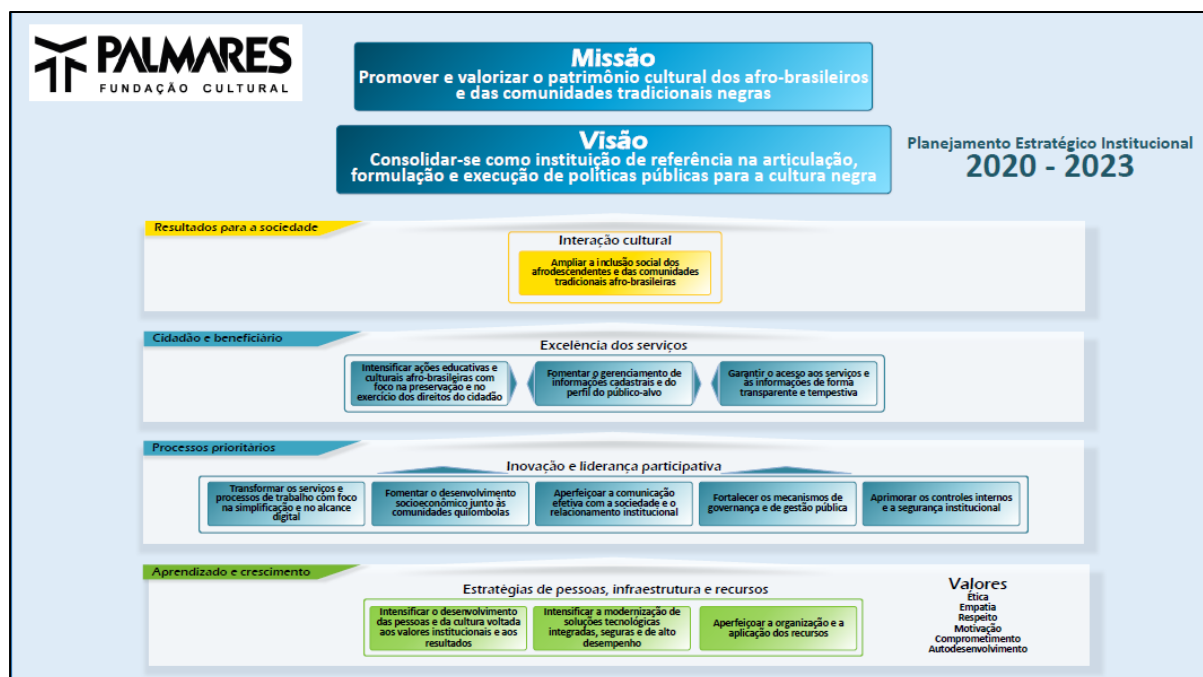 PALMARES
FUNDAÇÃO CULTURAL
Missão
Promover e valorizar o patrimônio cultural dos afro-brasileiros
e das comunidades tradicionais negras
Visão
Consolidar-se como instituição de referência na articulação,
formulação e execução de políticas públicas para a cultura negra
Planejamento Estratégico Institucional
2020 - 2023
Resultados para a sociedade
Interação cultural
Ampliar a inclusão social dos
afrodescendentes e das comunidades
tradicionais afro-brasileiras
Cidadão e beneficiário
Excelência dos serviços
Intensificar ações educativas e
culturais afro-brasileiras com
foco na preservação e no
exercício dos direitos do cidadão
Fomentar o gerenciamento de
informações cadastrais e do
perfil do público-alvo
Garantir o acesso aos serviços e
às informações de forma
transparente e tempestiva
Processos prioritários
Inovação e liderança participativa
Transformar os serviços e
processos de trabalho com foco
na simplificação e no alcance
digital
Fomentar o desenvolvimento
socioeconômico junto às
comunidades quilombolas
Aperfeiçoar a comunicação
efetiva com a sociedade e o
relacionamento institucional
Fortalecer os mecanismos de
governança e de gestão pública
Aprimorar os controles internos
e a segurança institucional
Aprendizado e crescimento
Estratégias de pessoas, infraestrutura e recursos
Intensificar o desenvolvimento
das pessoas e da cultura voltada
aos valores institucionais e aos
resultados
Intensificar a modernização de
soluções tecnológicas
integradas, seguras e de alto
desempenho
Aperfeiçoar a organização e a
aplicação dos recursos
Valores
Ética
Empatia
Respeito
Motivação
Comprometimento
Autodesenvolvimento